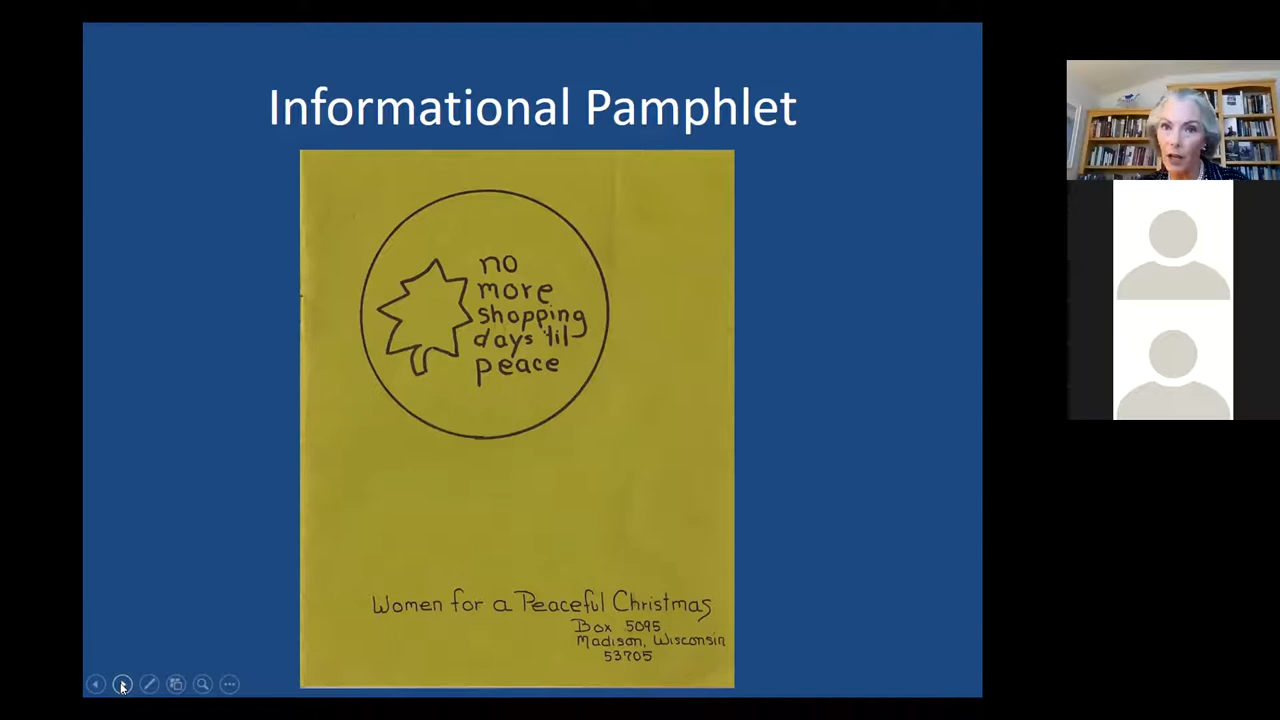 Informational Pamphlet
no
more
shopping
days 'til
peace
Women for a Peaceful Christmas
Box 5095
Madison, Wisconsin
53705